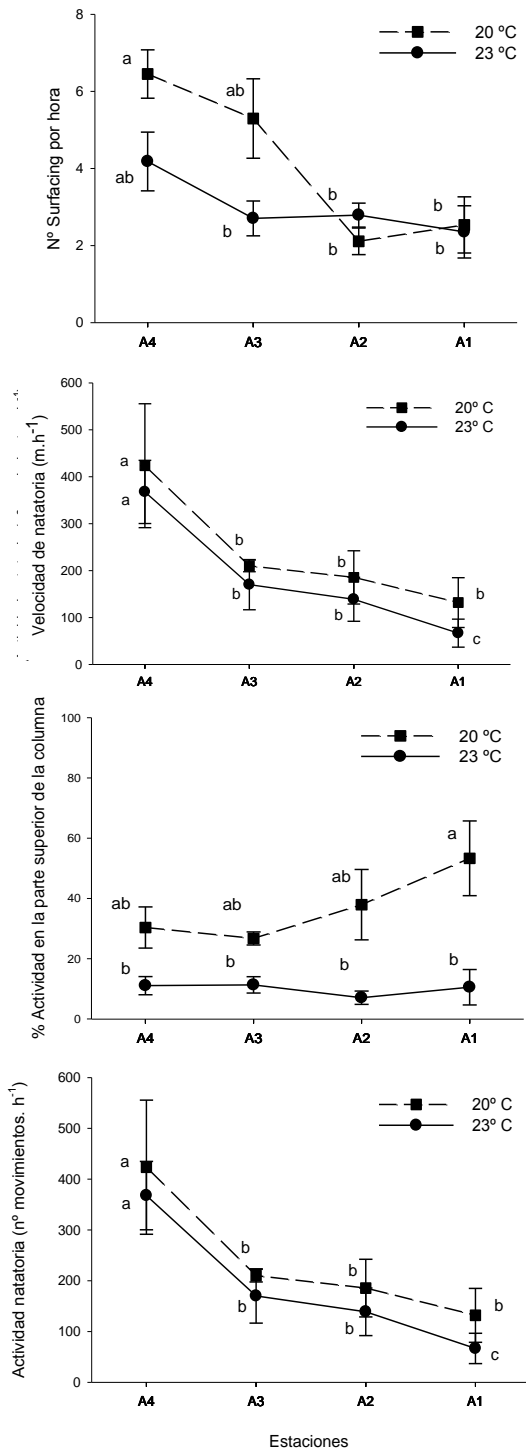 20 ºC
23 ºC
Nº Surfacing por hora
8
6
4
2
0
a
ab
ab
b
b
b
b
b
A4
A3
A2
A1
20º C
23º C
Velocidad de natatoria (m.h-1)
600
500
400
300
200
100
0
a
a
b
b
b
b
b
c
A4
A3
A2
A1
20 ºC
23 ºC
% Actividad en la parte superior de la columna
100
80
60
40
20
0
ab
ab
ab
a
b
b
b
b
A4
A3
A2
A1
20º C
23º C
Actividad natatoria (nº movimientos. h-1)
600
500
400
300
200
100
0
a
a
b
b
b
b
b
c
A4
A3
A2
A1
Estaciones